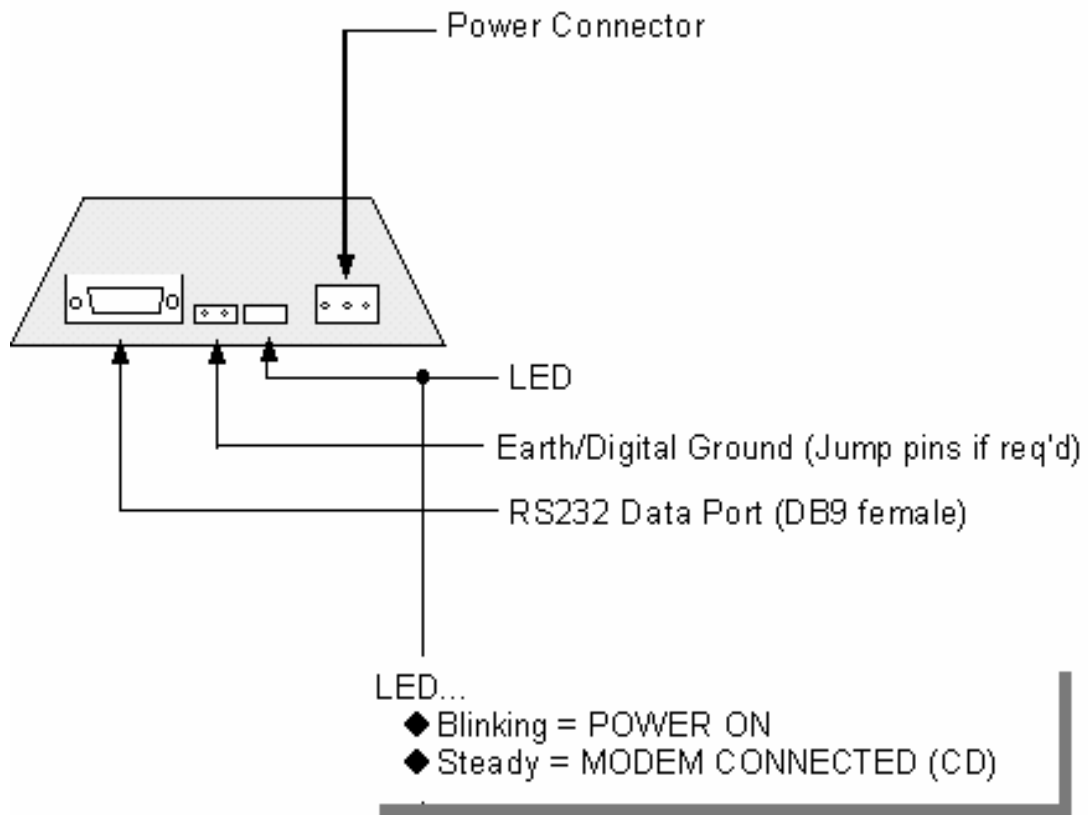 Power Connector
LED
Earth/Digital Ground (Jump pins if req'd)
RS232 Data Port (DB9 female)
LED...
◆ Blinking = POWER ON
◆ Steady = MODEM CONNECTED (CD)